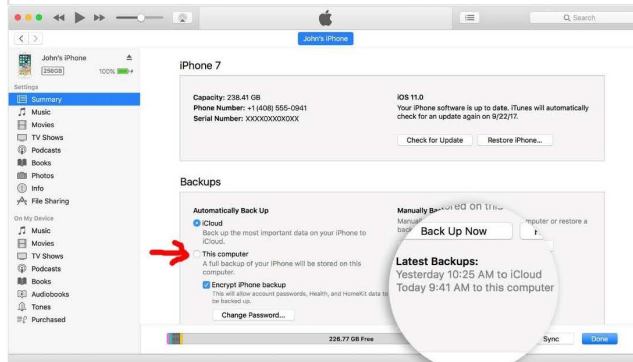 Search
John's iPhone
John's iPhone
256GB 100%
Settings
Summary
Music
Movies
TV Shows
Podcasts
Books
Photos
Info
File Sharing
On My Device
Music
Movies
TV Shows
Podcasts
Books
Audiobooks
Tones
Purchased
iPhone 7
Capacity: 238.41 GB
Phone Number: +1 (408) 555-0941
Serial Number: XXXX0XX0X0XX
iOS 11.0
Your iPhone software is up to date. iTunes will automatically
check for an update again on 9/22/17.
Check for Update Restore iPhone...
Backups
Automatically Back Up
iCloud
Back up the most important data on your iPhone to
iCloud.
This computer
A full backup of your iPhone will be stored on this
computer.
Encrypt iPhone backup
This will allow account passwords, Health, and HomeKit data to
be backed up.
Change Password...
Manually
or restore a
Back Up Now
Latest Backups:
Yesterday 10:25 AM to iCloud
Today 9:41 AM to this computer
226.77 GB Free
Sync Done